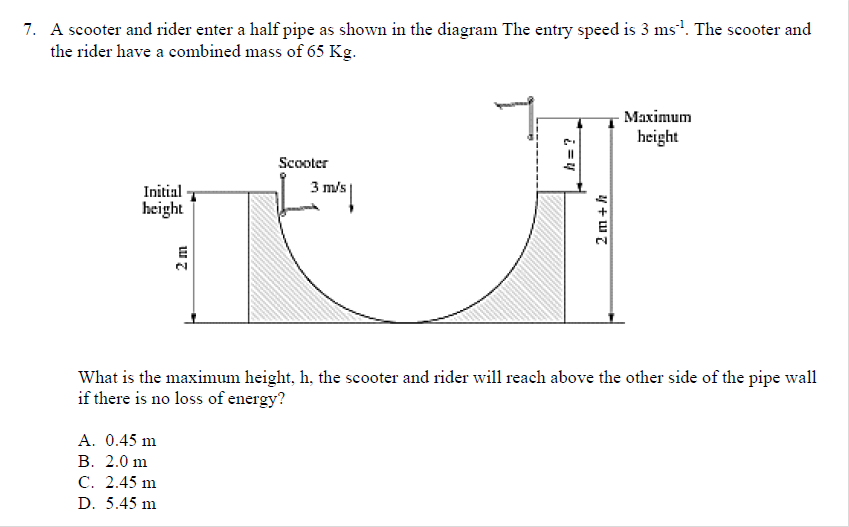 7. A scooter and rider enter a half pipe as shown in the diagram The entry speed is 3 ms⁻¹. The scooter and
the rider have a combined mass of 65 Kg.
Maximum
height
h = ?
Scooter
3 m/s
Initial
height
2 m + h
2 m
What is the maximum height, h, the scooter and rider will reach above the other side of the pipe wall
if there is no loss of energy?
A. 0.45 m
B. 2.0 m
C. 2.45 m
D. 5.45 m